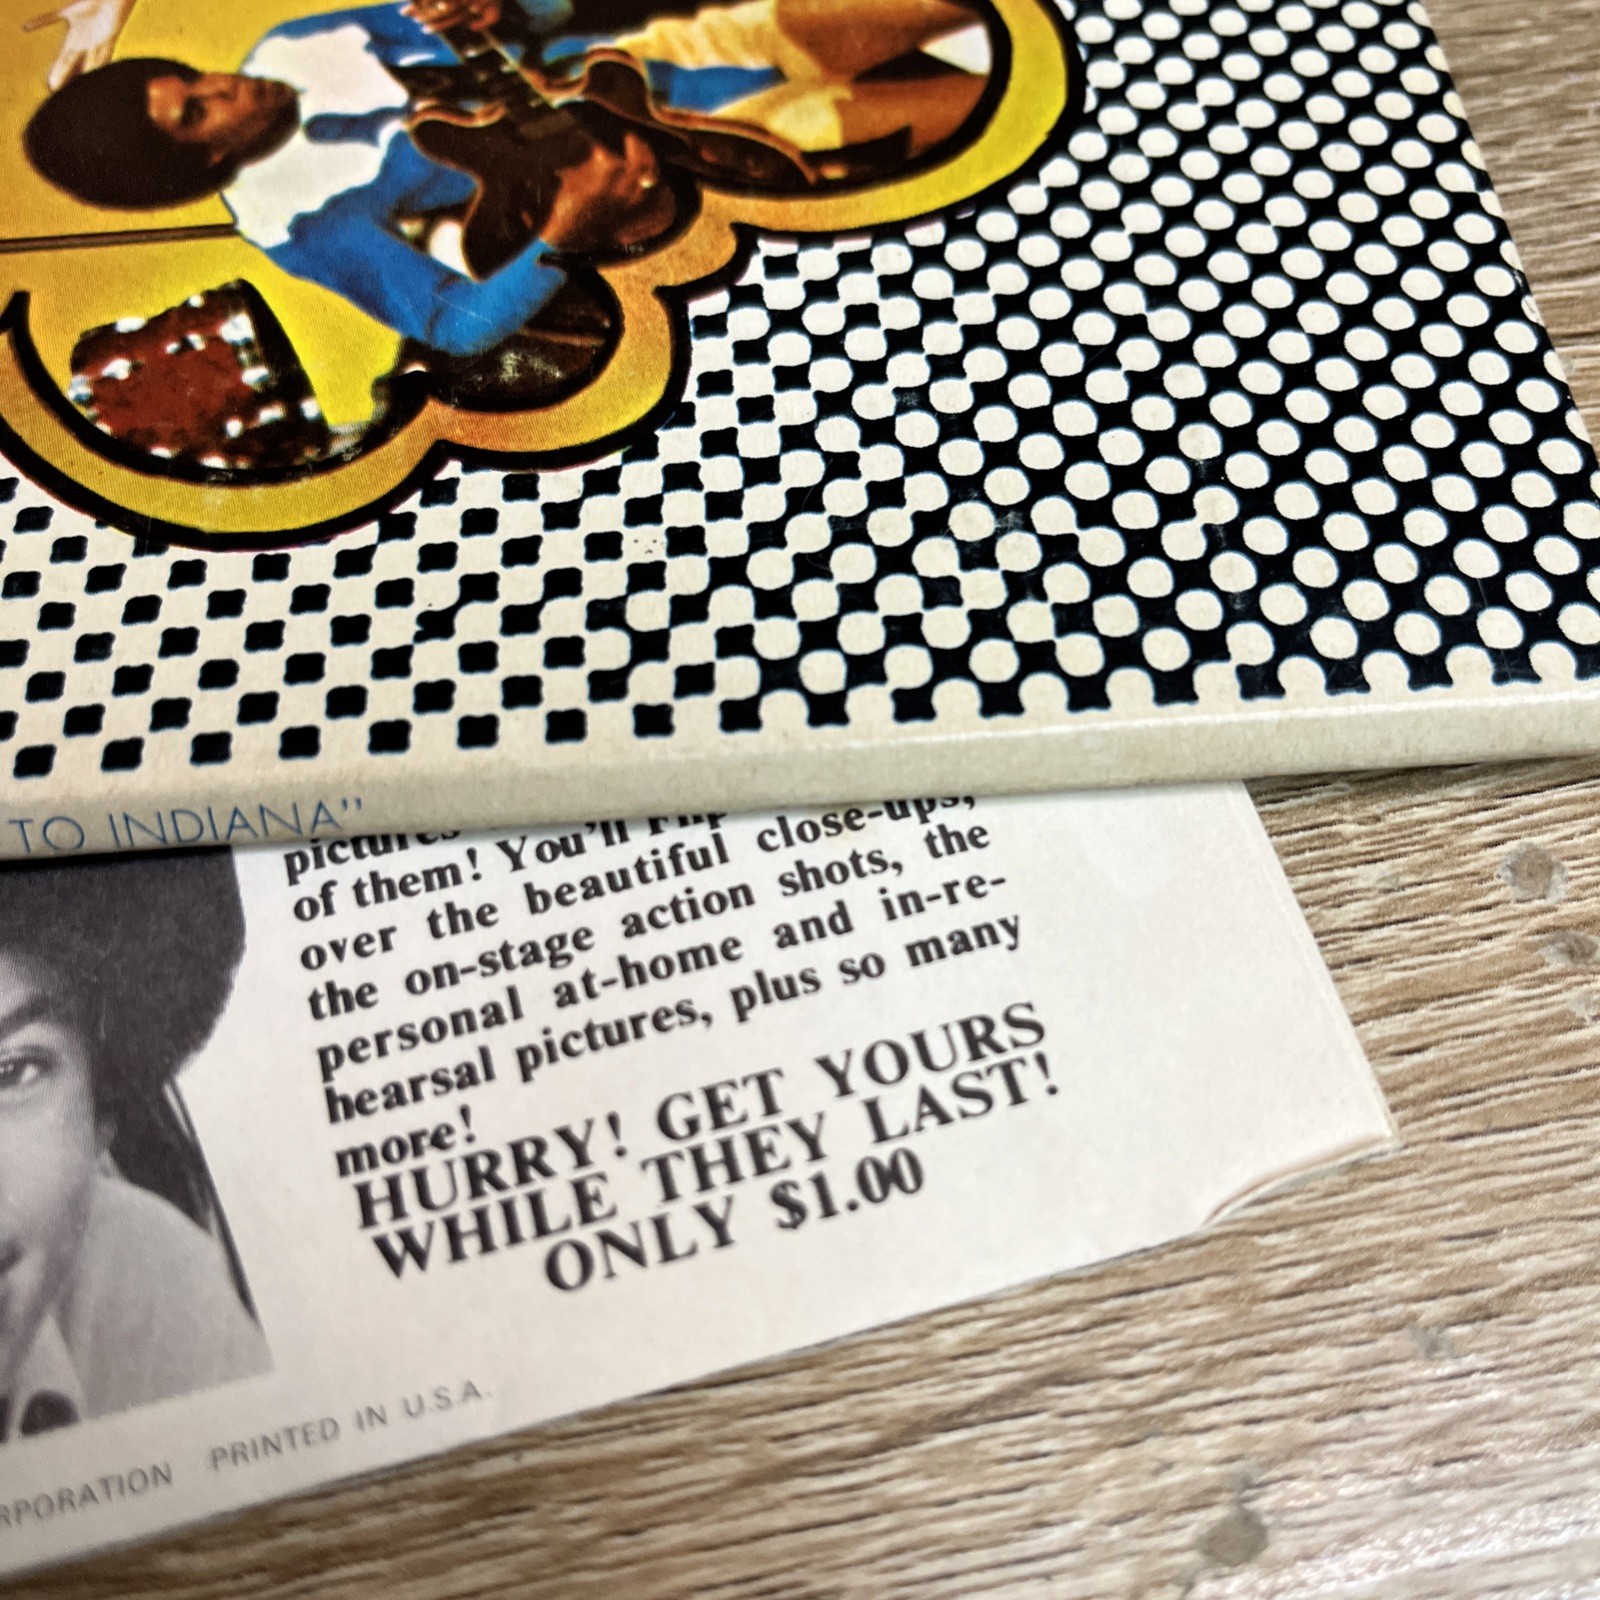 TO INDIANA"
pictures
of them! You'll Flip
over the beautiful close-ups,
the on-stage action shots, the
personal at-home and in-re-
hearsal pictures, plus so many
more!
HURRY! GET YOURS
WHILE THEY LAST!
ONLY $1.00
RPORATION PRINTED IN U.S.A.